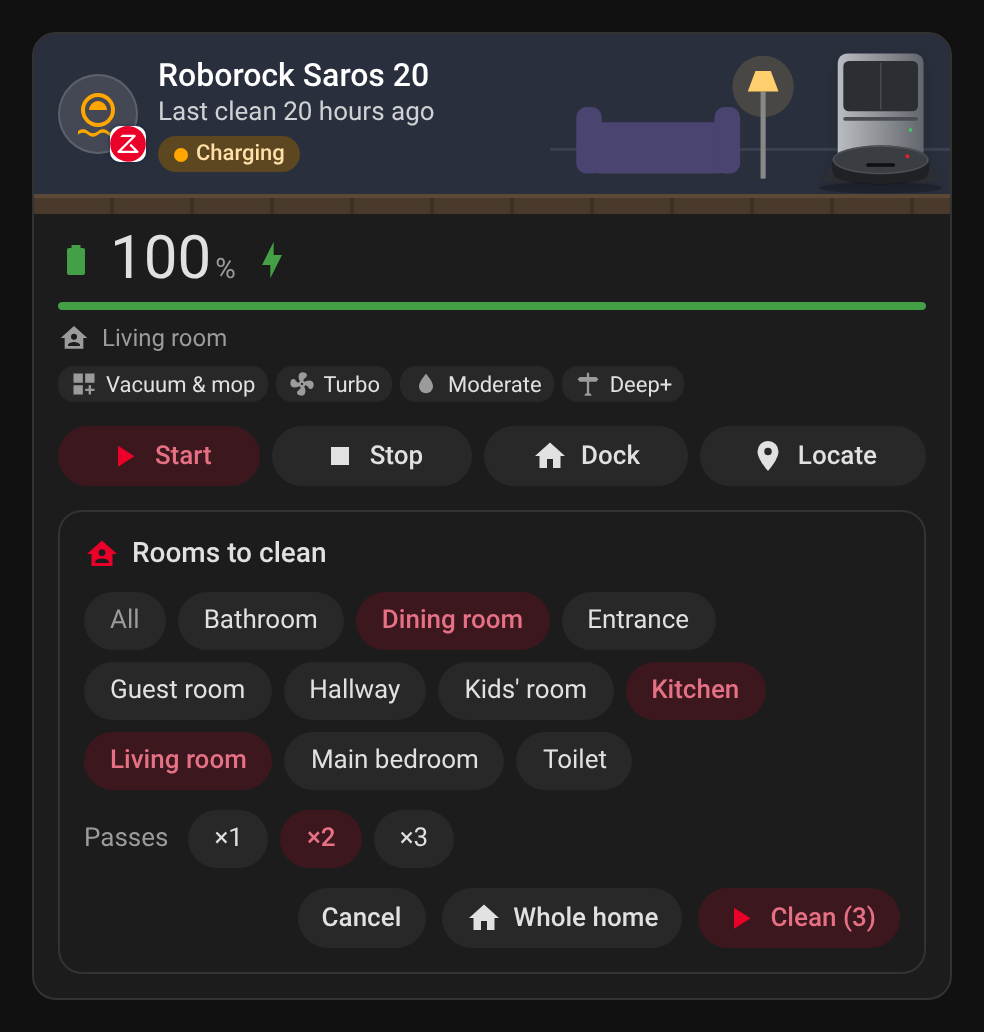 Roborock Saros 20
Last clean 20 hours ago
Charging
100 %
Living room
Vacuum & mop Turbo Moderate Deep+
Start Stop Dock Locate
Rooms to clean
All Bathroom Dining room Entrance
Guest room Hallway Kids' room Kitchen
Living room Main bedroom Toilet
Passes ×1 ×2 ×3
Cancel Whole home Clean (3)